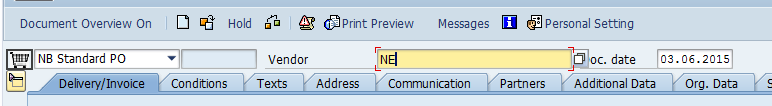 Document Overview On Hold Print Preview Messages Personal Setting
NB Standard PO Vendor NE oc. date 03.06.2015
Delivery/Invoice Conditions Texts Address Communication Partners Additional Data Org. Data S